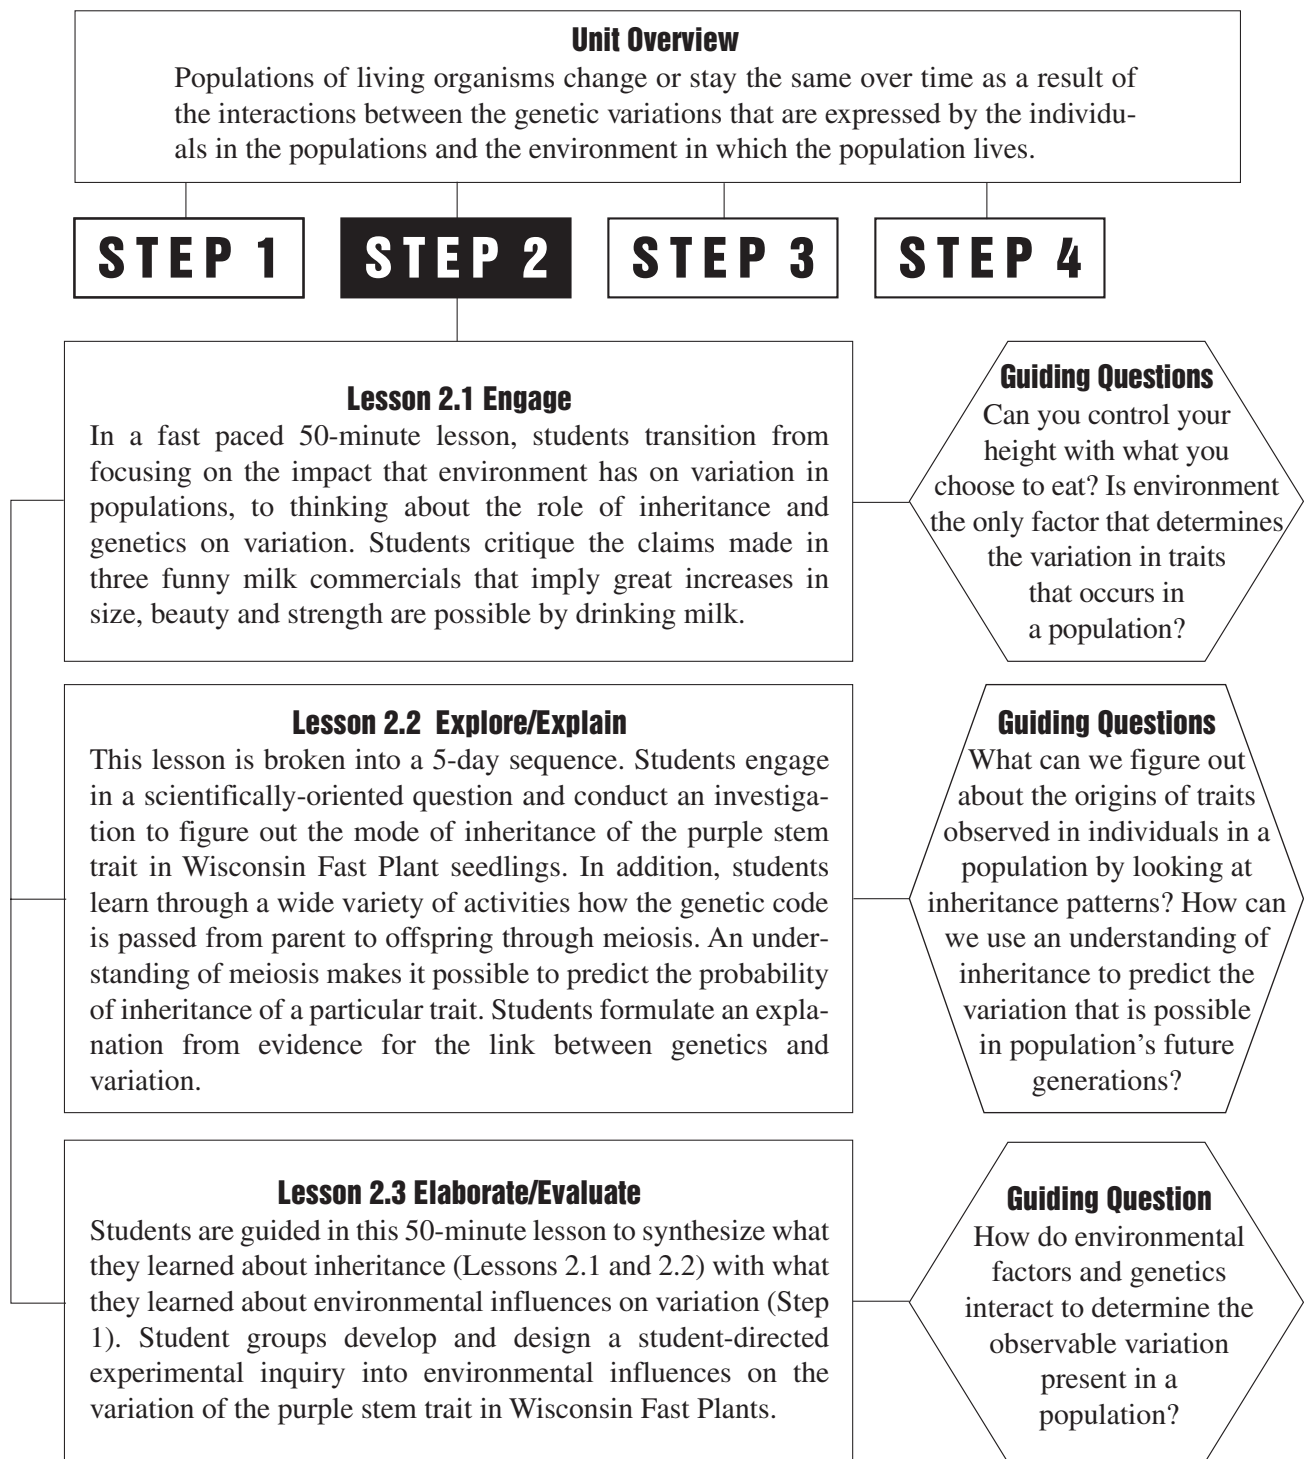 Unit Overview
Populations of living organisms change or stay the same over time as a result of
the interactions between the genetic variations that are expressed by the individu-
als in the populations and the environment in which the population lives.
STEP 1
STEP 2
STEP 3
STEP 4
Lesson 2.1 Engage
In a fast paced 50-minute lesson, students transition from
focusing on the impact that environment has on variation in
populations, to thinking about the role of inheritance and
genetics on variation. Students critique the claims made in
three funny milk commercials that imply great increases in
size, beauty and strength are possible by drinking milk.
Guiding Questions
Can you control your
height with what you
choose to eat? Is environment
the only factor that determines
the variation in traits
that occurs in
a population?
Lesson 2.2 Explore/Explain
This lesson is broken into a 5-day sequence. Students engage
in a scientifically-oriented question and conduct an investiga-
tion to figure out the mode of inheritance of the purple stem
trait in Wisconsin Fast Plant seedlings. In addition, students
learn through a wide variety of activities how the genetic code
is passed from parent to offspring through meiosis. An under-
standing of meiosis makes it possible to predict the probability
of inheritance of a particular trait. Students formulate an expla-
nation from evidence for the link between genetics and
variation.
Guiding Questions
What can we figure out
about the origins of traits
observed in individuals in a
population by looking at
inheritance patterns? How can
we use an understanding of
inheritance to predict the
variation that is possible
in population's future
generations?
Lesson 2.3 Elaborate/Evaluate
Students are guided in this 50-minute lesson to synthesize what
they learned about inheritance (Lessons 2.1 and 2.2) with what
they learned about environmental influences on variation (Step
1). Student groups develop and design a student-directed
experimental inquiry into environmental influences on the
variation of the purple stem trait in Wisconsin Fast Plants.
Guiding Question
How do environmental
factors and genetics
interact to determine the
observable variation
present in a
population?